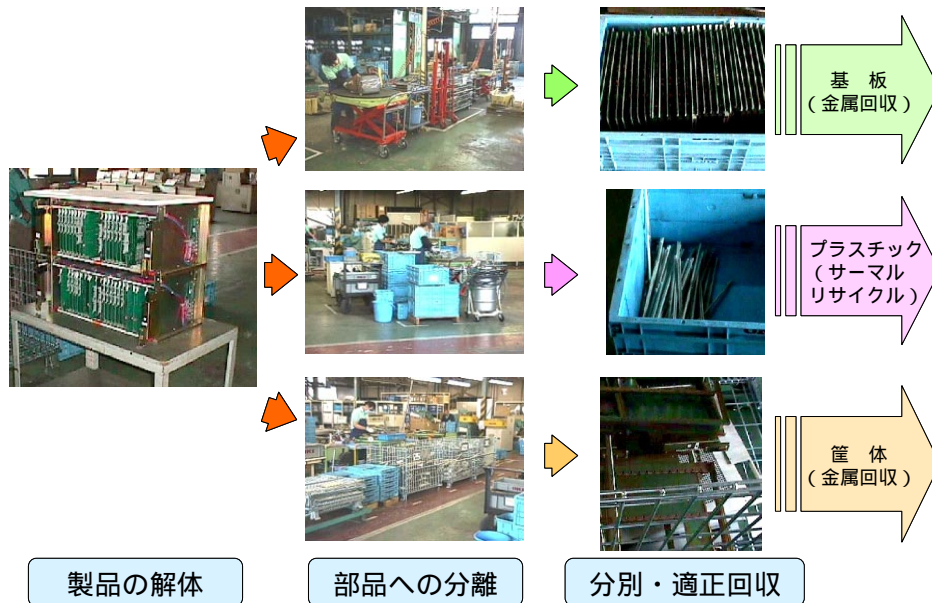 基 板
（金属回収）
プラスチック
（サーマル
リサイクル）
筐 体
（金属回収）
製品の解体
部品への分離
分別・適正回収